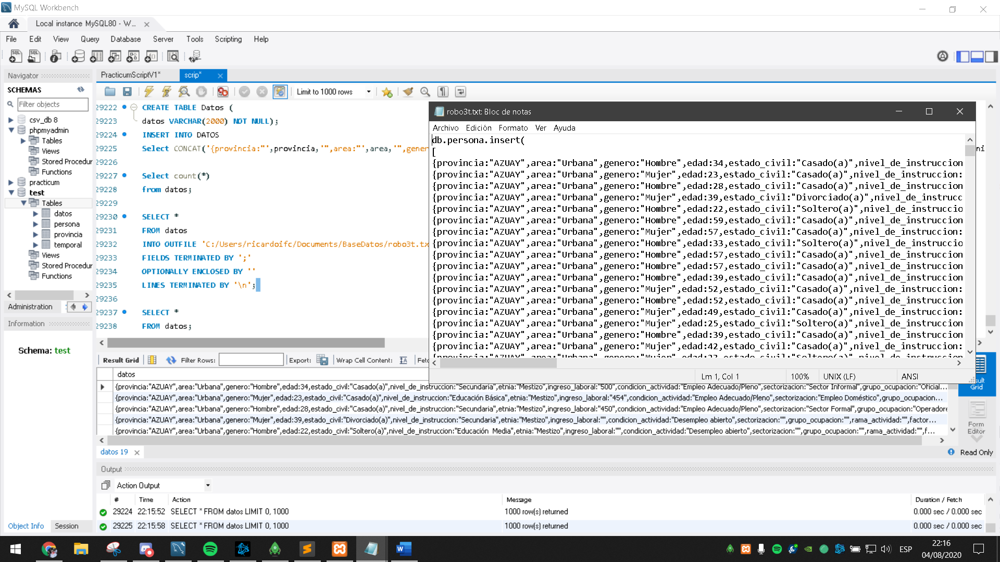 MySQL Workbench
Local instance MySQL80 - W...
File Edit View Query Database Server Tools Scripting Help
Navigator
SCHEMAS
Filter objects
csv_db 8
phpmyadmin
Tables
Views
Stored Procedur
Functions
practicum
test
Tables
datos
persona
provincia
temporal
Views
Stored Procedur
Functions
Administration
Information
Schema: test
Object Info Session
PracticumScriptV1* scrip*
Limit to 1000 rows
29222 CREATE TABLE Datos (
29223 datos VARCHAR(2000) NOT NULL);
29224 INSERT INTO DATOS
29225 Select CONCAT('{provincia:"',provincia,'",area:"',area,'",gener
29226
29227 Select count(*)
29228 from datos;
29229
29230 SELECT *
29231 FROM datos
29232 INTO OUTFILE 'C:/Users/ricardoifc/Documents/BaseDatos/robo3t.tx
29233 FIELDS TERMINATED BY ';'
29234 OPTIONALLY ENCLOSED BY ''
29235 LINES TERMINATED BY '\n';
29236
29237 SELECT *
29238 FROM datos;
ni
robo3t.txt: Bloc de notas
Archivo Edición Formato Ver Ayuda
db.persona.insert(
[
{provincia:"AZUAY",area:"Urbana",genero:"Hombre",edad:34,estado_civil:"Casado(a)",nivel_de_instruccion
{provincia:"AZUAY",area:"Urbana",genero:"Mujer",edad:23,estado_civil:"Casado(a)",nivel_de_instruccion:
{provincia:"AZUAY",area:"Urbana",genero:"Hombre",edad:28,estado_civil:"Casado(a)",nivel_de_instruccion
{provincia:"AZUAY",area:"Urbana",genero:"Mujer",edad:39,estado_civil:"Divorciado(a)",nivel_de_instrucc
{provincia:"AZUAY",area:"Urbana",genero:"Hombre",edad:22,estado_civil:"Soltero(a)",nivel_de_instruccio
{provincia:"AZUAY",area:"Urbana",genero:"Hombre",edad:59,estado_civil:"Casado(a)",nivel_de_instruccion
{provincia:"AZUAY",area:"Urbana",genero:"Mujer",edad:57,estado_civil:"Casado(a)",nivel_de_instruccion:
{provincia:"AZUAY",area:"Urbana",genero:"Hombre",edad:33,estado_civil:"Soltero(a)",nivel_de_instruccio
{provincia:"AZUAY",area:"Urbana",genero:"Hombre",edad:57,estado_civil:"Casado(a)",nivel_de_instruccion
{provincia:"AZUAY",area:"Urbana",genero:"Hombre",edad:57,estado_civil:"Casado(a)",nivel_de_instruccion
{provincia:"AZUAY",area:"Urbana",genero:"Hombre",edad:39,estado_civil:"Casado(a)",nivel_de_instruccion
{provincia:"AZUAY",area:"Urbana",genero:"Mujer",edad:52,estado_civil:"Casado(a)",nivel_de_instruccion:
{provincia:"AZUAY",area:"Urbana",genero:"Hombre",edad:52,estado_civil:"Casado(a)",nivel_de_instruccion
{provincia:"AZUAY",area:"Urbana",genero:"Mujer",edad:49,estado_civil:"Casado(a)",nivel_de_instruccion:
{provincia:"AZUAY",area:"Urbana",genero:"Mujer",edad:25,estado_civil:"Soltero(a)",nivel_de_instruccion
{provincia:"AZUAY",area:"Urbana",genero:"Hombre",edad:39,estado_civil:"Casado(a)",nivel_de_instruccion
{provincia:"AZUAY",area:"Urbana",genero:"Mujer",edad:42,estado_civil:"Casado(a)",nivel_de_instruccion:
Lm 1, Col 1 100% UNIX (LF) ANSI
Result Grid Filter Rows: Export: Wrap Cell Content: Fetc
datos
{provincia:"AZUAY",area:"Urbana",genero:"Hombre",edad:34,estado_civil:"Casado(a)",nivel_de_instruccion:"Secundaria",etnia:"Mestizo",ingreso_laboral:"500",condicion_actividad:"Empleo Adecuado/Pleno",sectorizacion:"Sector Informal",grupo_ocupacion:"Oficial...
{provincia:"AZUAY",area:"Urbana",genero:"Mujer",edad:23,estado_civil:"Casado(a)",nivel_de_instruccion:"Educación Básica",etnia:"Mestizo",ingreso_laboral:"454",condicion_actividad:"Empleo Adecuado/Pleno",sectorizacion:"Empleo Doméstico",grupo_ocupacion...
{provincia:"AZUAY",area:"Urbana",genero:"Hombre",edad:28,estado_civil:"Casado(a)",nivel_de_instruccion:"Secundaria",etnia:"Mestizo",ingreso_laboral:"450",condicion_actividad:"Empleo Adecuado/Pleno",sectorizacion:"Sector Formal",grupo_ocupacion:"Operadore
{provincia:"AZUAY",area:"Urbana",genero:"Mujer",edad:39,estado_civil:"Divorciado(a)",nivel_de_instruccion:"Secundaria",etnia:"Mestizo",ingreso_laboral:"",condicion_actividad:"Desempleo abierto",sectorizacion:"",grupo_ocupacion:"",rama_actividad:"",factor...
{provincia:"AZUAY",area:"Urbana",genero:"Hombre",edad:22,estado_civil:"Soltero(a)",nivel_de_instruccion:"Educación Media",etnia:"Mestizo",ingreso_laboral:"",condicion_actividad:"Desempleo abierto",sectorizacion:"",grupo_ocupacion:"",rama_actividad:"",f...
Grid
Form
Editor
datos 19
Read Only
Output
Action Output
# Time Action Message Duration / Fetch
29224 22:15:52 SELECT * FROM datos LIMIT 0, 1000 1000 row(s) returned 0.000 sec / 0.000 sec
29225 22:15:58 SELECT * FROM datos LIMIT 0, 1000 1000 row(s) returned 0.000 sec / 0.000 sec
ESP
22:16
04/08/2020